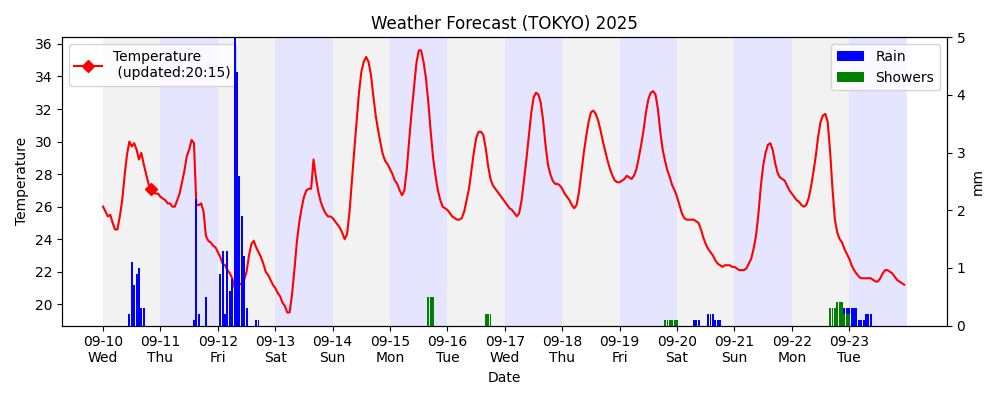 Weather Forecast (TOKYO) 2025
Temperature
(updated:20:15)
Rain
Showers
36
34
32
30
28
26
24
22
20
Temperature
5
4
3
2
1
0
mm
09-10 09-11 09-12 09-13 09-14 09-15 09-16 09-17 09-18 09-19 09-20 09-21 09-22 09-23
Wed Thu Fri Sat Sun Mon Tue Wed Thu Fri Sat Sun Mon Tue
Date